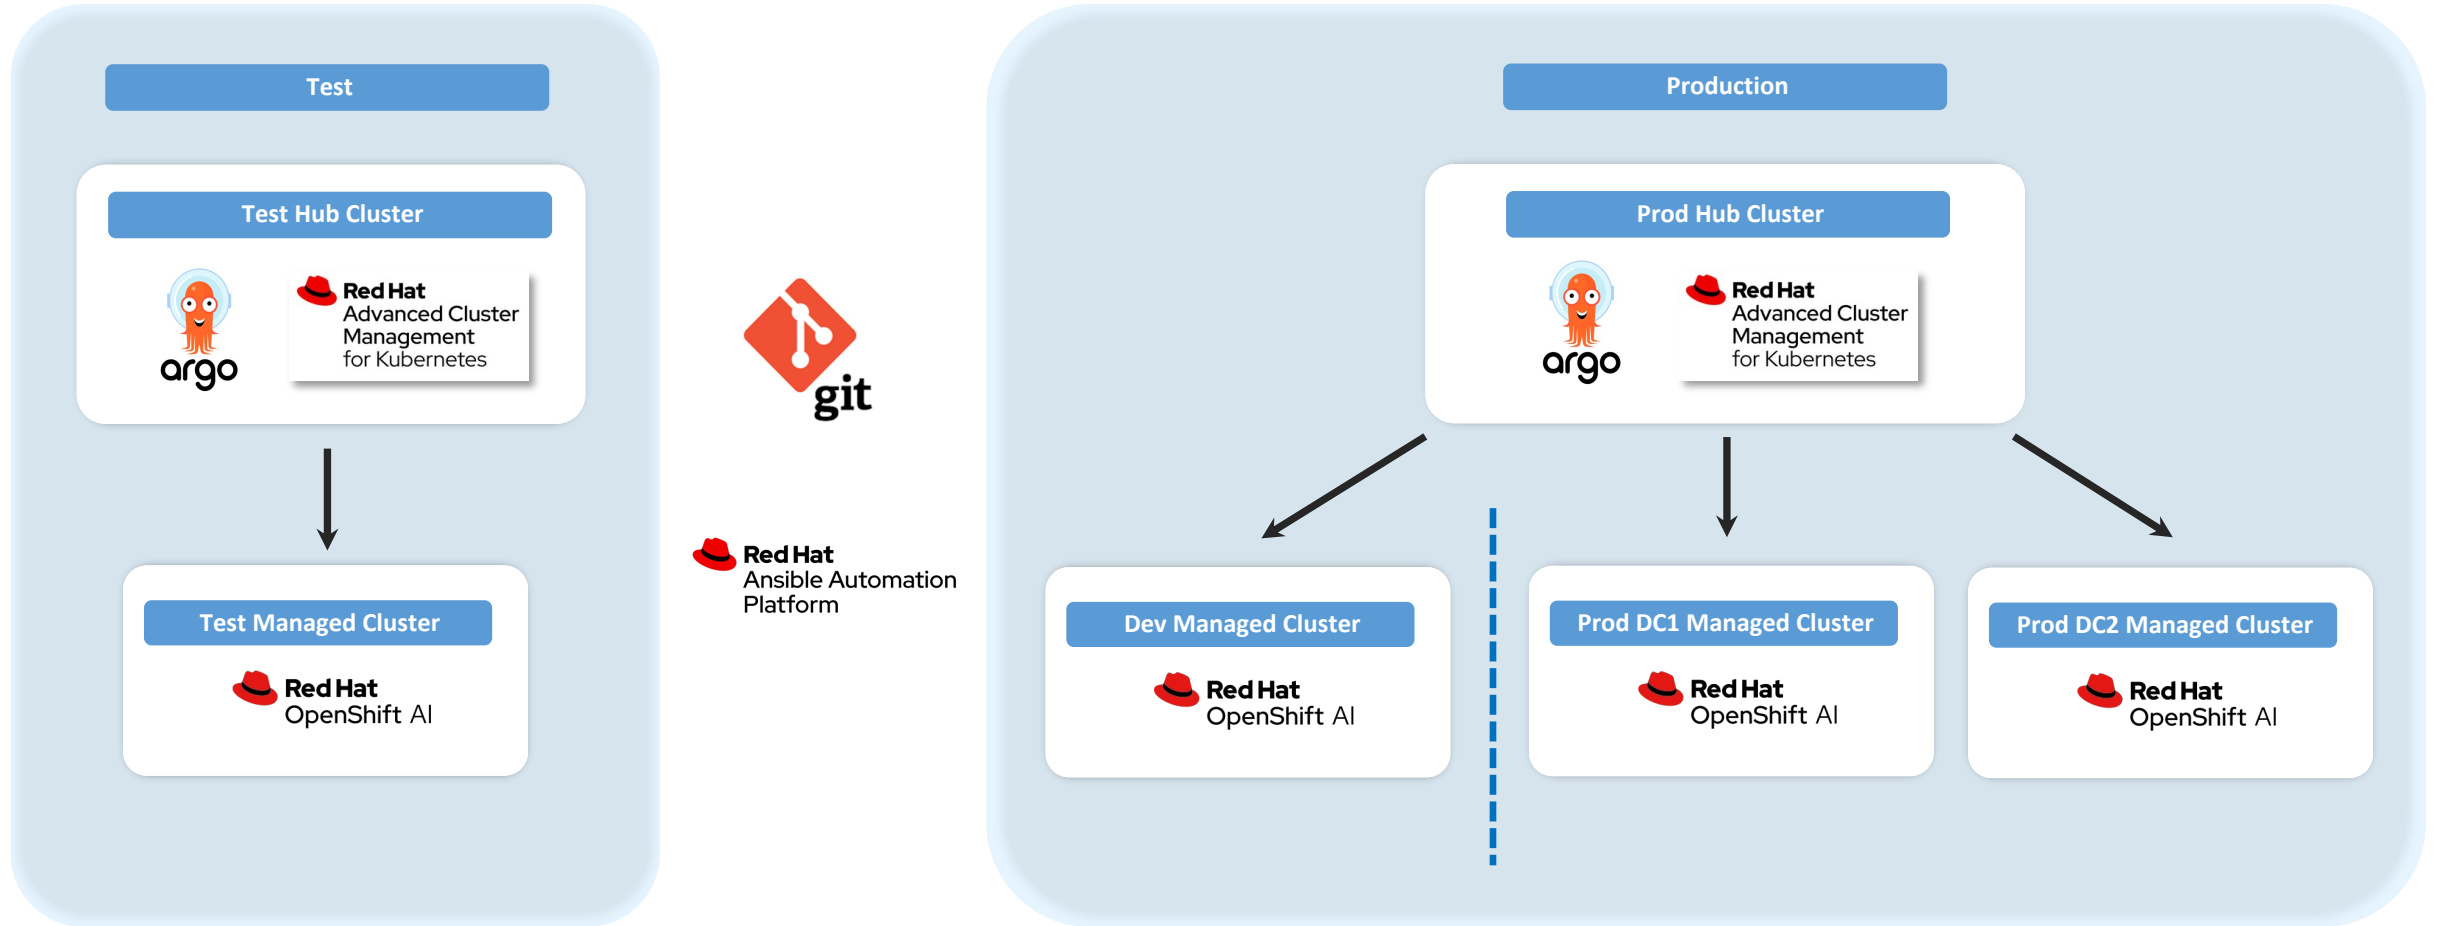 Test
Test Hub Cluster
argo
Red Hat
Advanced Cluster
Management
for Kubernetes
Test Managed Cluster
Red Hat
OpenShift AI
git
Red Hat
Ansible Automation
Platform
Production
Prod Hub Cluster
argo
Red Hat
Advanced Cluster
Management
for Kubernetes
Dev Managed Cluster
Red Hat
OpenShift AI
Prod DC1 Managed Cluster
Red Hat
OpenShift AI
Prod DC2 Managed Cluster
Red Hat
OpenShift AI